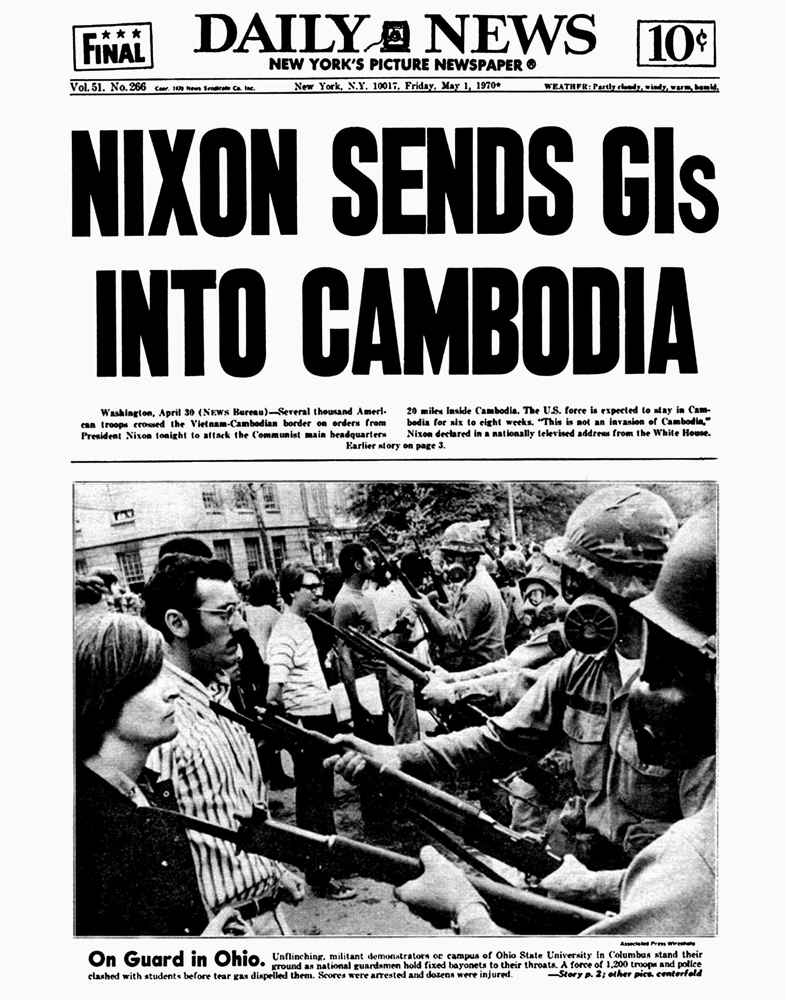 ★ ★ ★
FINAL
DAILY NEWS
10¢
NEW YORK'S PICTURE NEWSPAPER ®
Vol. 51. No. 266 Copr. 1970 News Syndicate Co. Inc. New York, N.Y. 10017, Friday, May 1, 1970* WEATHER: Partly cloudy, windy, warm, humid.
NIXON SENDS GIs
INTO CAMBODIA
Washington, April 30 (NEWS Bureau)—Several thousand Ameri-
can troops crossed the Vietnam-Cambodian border on orders from
President Nixon tonight to attack the Communist main headquarters
20 miles inside Cambodia. The U.S. force is expected to stay in Cam-
bodia for six to eight weeks. "This is not an invasion of Cambodia,"
Nixon declared in a nationally televised address from the White House.
Earlier story on page 3.
Associated Press Wirephoto
On Guard in Ohio. Unflinching, militant demonstrators on campus of Ohio State University in Columbus stand their
ground as national guardsmen hold fixed bayonets to their throats. A force of 1,200 troops and police
clashed with students before tear gas dispelled them. Scores were arrested and dozens were injured. —Story p. 2; other pics. centerfold